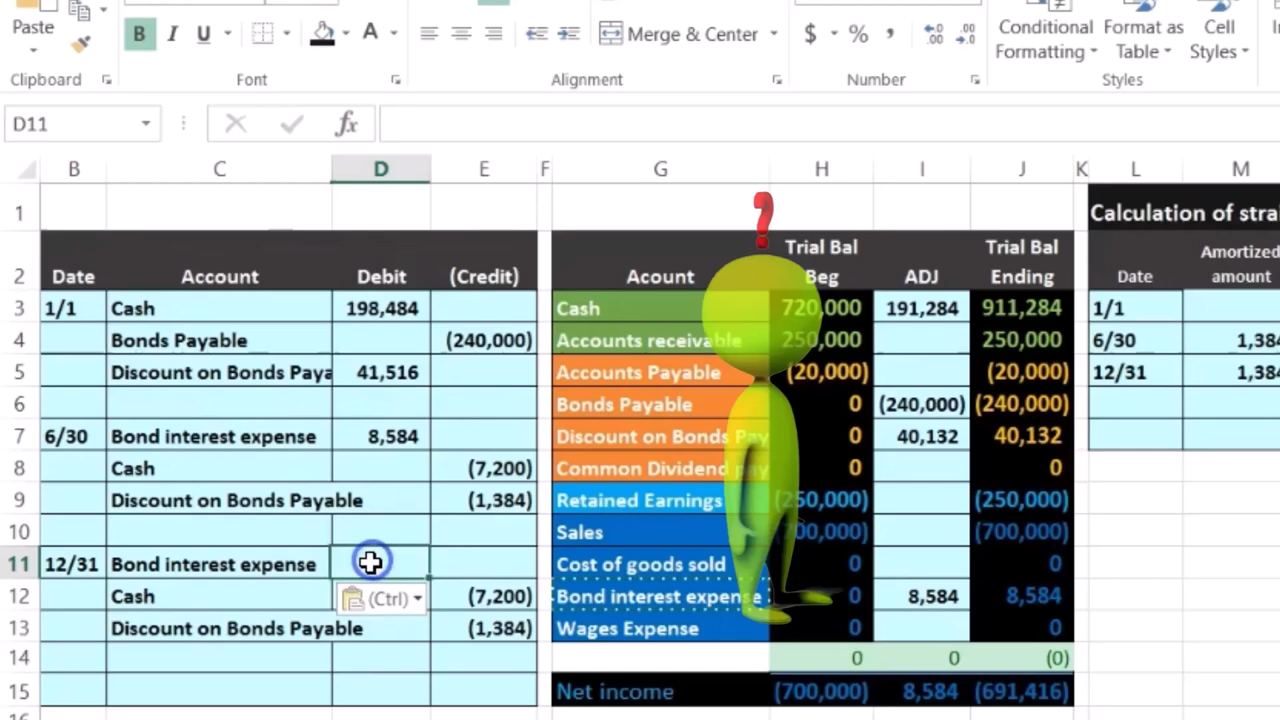 Paste B I U A Merge & Center $ % , Conditional Format as Cell
Formatting Table Styles
Clipboard Font Alignment Number Styles
D11 fx
B C D E F G H I J K L M
1 Calculation of stra
2 Date Account Debit (Credit) Acount Trial Bal Beg ADJ Trial Bal Ending Date Amortized amount
3 1/1 Cash 198,484 Cash 720,000 191,284 911,284 1/1
4 Bonds Payable (240,000) Accounts receivable 250,000 250,000 6/30 1,384
5 Discount on Bonds Paya 41,516 Accounts Payable (20,000) (20,000) 12/31 1,384
6 Bonds Payable 0 (240,000) (240,000)
7 6/30 Bond interest expense 8,584 Discount on Bonds Pay 0 40,132 40,132
8 Cash (7,200) Common Dividend pay 0 0
9 Discount on Bonds Payable (1,384) Retained Earnings (250,000) (250,000)
10 Sales (700,000) (700,000)
11 12/31 Bond interest expense Cost of goods sold 0 0
12 Cash (Ctrl) (7,200) Bond interest expense 0 8,584 8,584
13 Discount on Bonds Payable (1,384) Wages Expense 0 0
14 0 0 (0)
15 Net income (700,000) 8,584 (691,416)
?